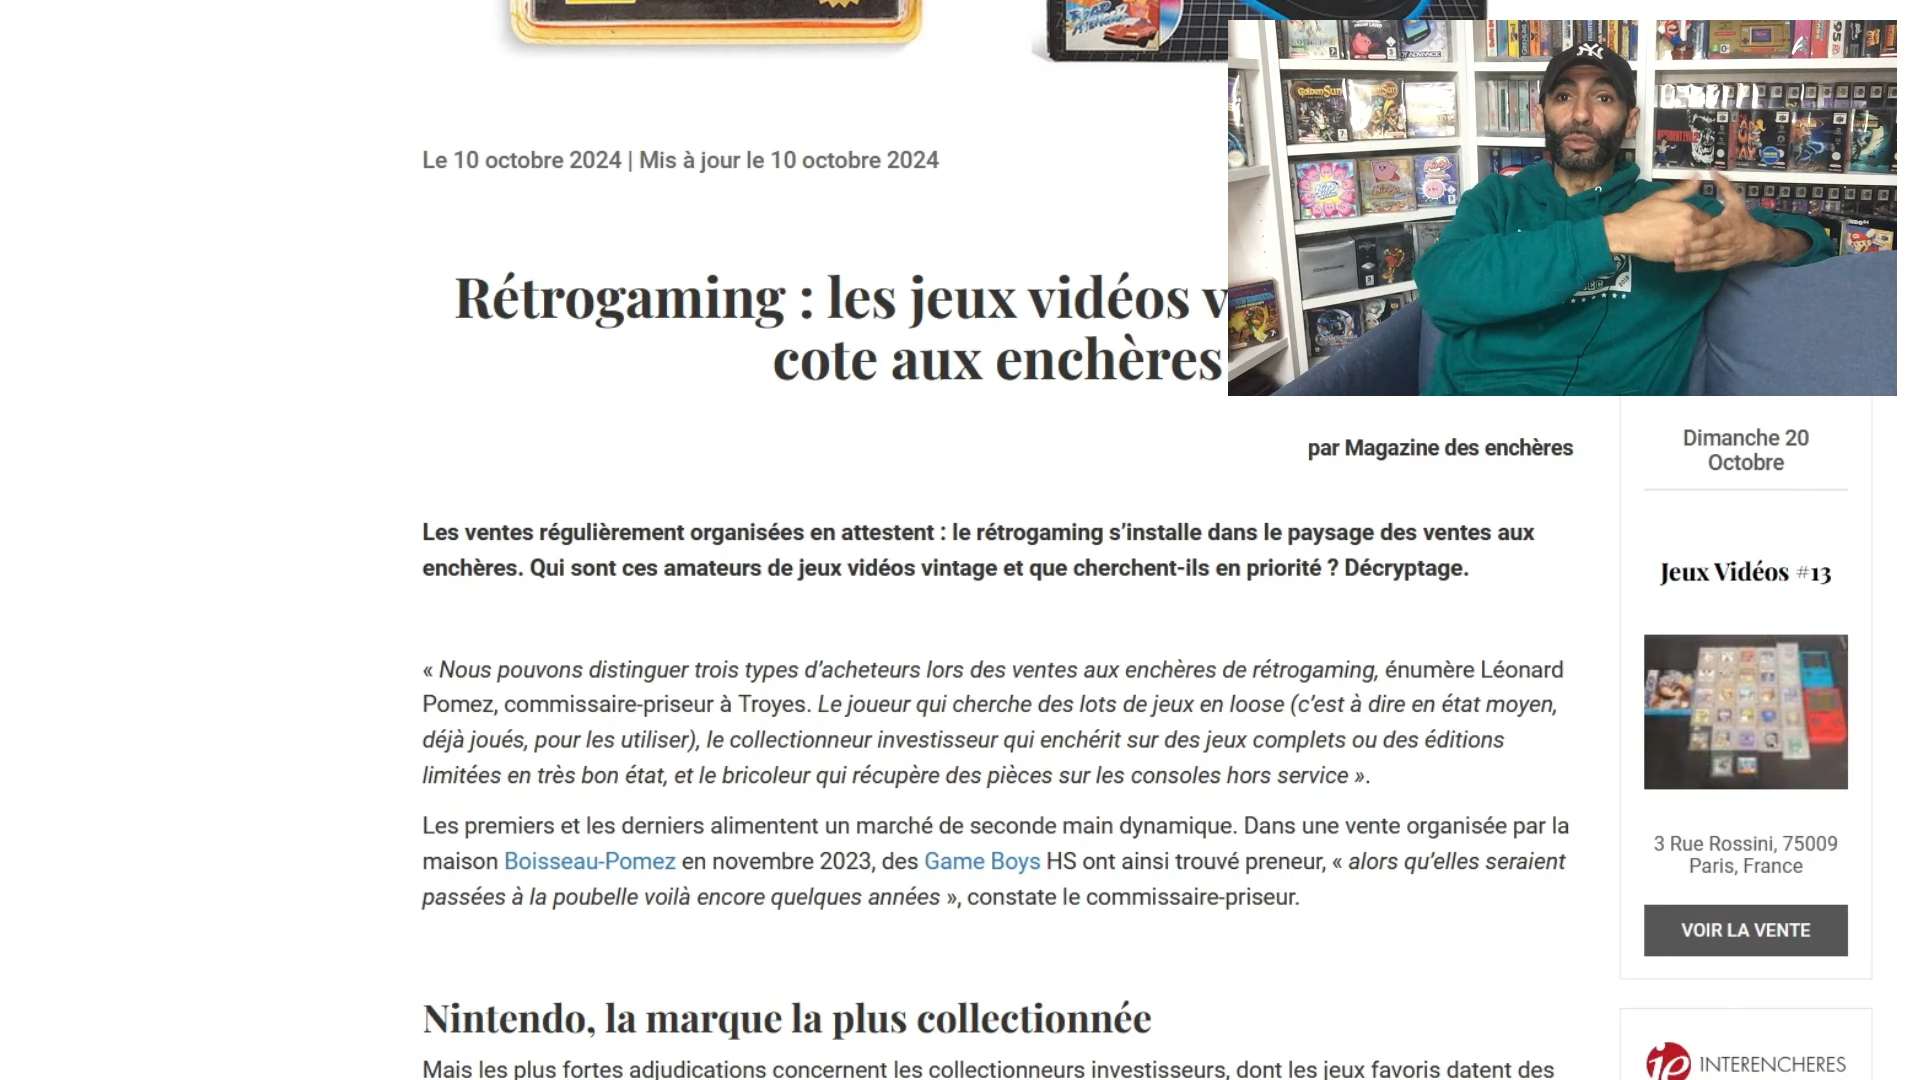 ROAD
AVENGER
Le 10 octobre 2024 | Mis à jour le 10 octobre 2024
Rétrogaming : les jeux vidéos v
cote aux enchères
par Magazine des enchères
Les ventes régulièrement organisées en attestent : le rétrogaming s’installe dans le paysage des ventes aux
enchères. Qui sont ces amateurs de jeux vidéos vintage et que cherchent-ils en priorité ? Décryptage.
« Nous pouvons distinguer trois types d’acheteurs lors des ventes aux enchères de rétrogaming, énumère Léonard
Pomez, commissaire-priseur à Troyes. Le joueur qui cherche des lots de jeux en loose (c’est à dire en état moyen,
déjà joués, pour les utiliser), le collectionneur investisseur qui enchérit sur des jeux complets ou des éditions
limitées en très bon état, et le bricoleur qui récupère des pièces sur les consoles hors service ».
Les premiers et les derniers alimentent un marché de seconde main dynamique. Dans une vente organisée par la
maison Boisseau-Pomez en novembre 2023, des Game Boys HS ont ainsi trouvé preneur, « alors qu’elles seraient
passées à la poubelle voilà encore quelques années », constate le commissaire-priseur.
Nintendo, la marque la plus collectionnée
Mais les plus fortes adjudications concernent les collectionneurs investisseurs, dont les jeux favoris datent des
GOLDEN SUN
Dimanche 20
Octobre
Jeux Vidéos #13
3 Rue Rossini, 75009
Paris, France
VOIR LA VENTE
ie INTERENCHERES